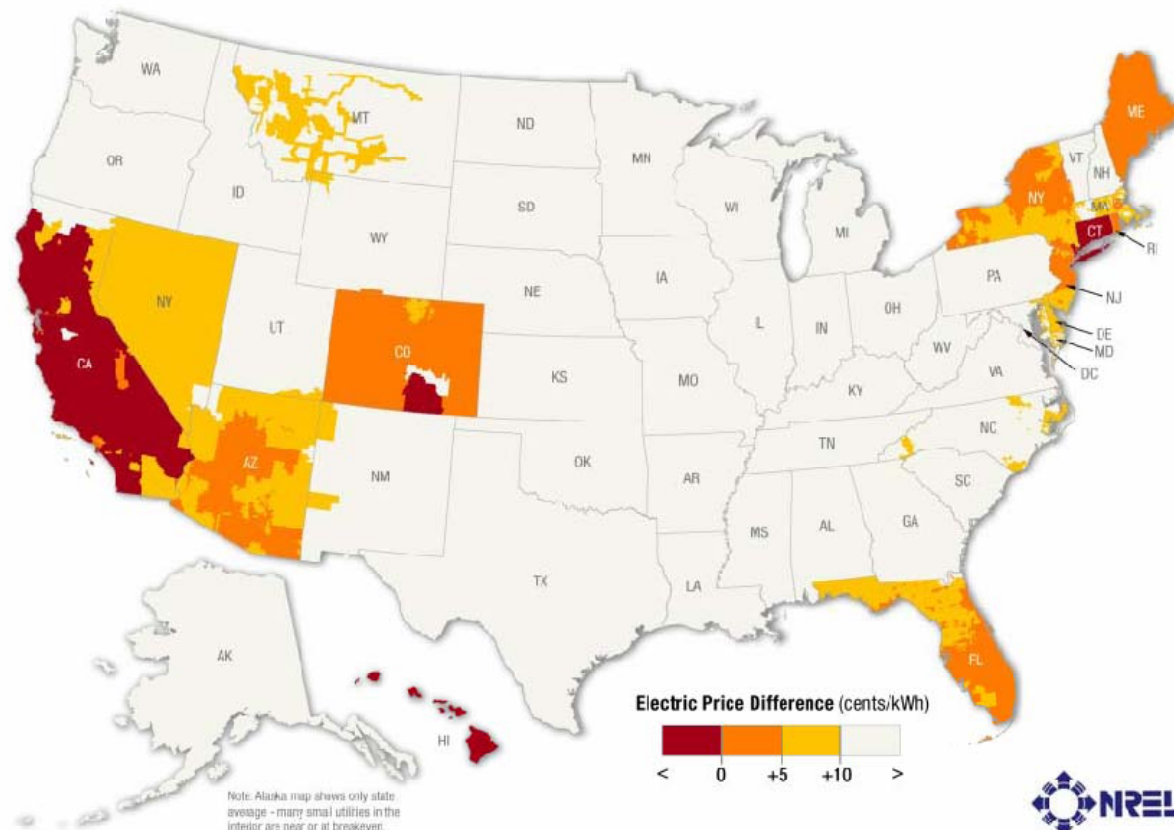 WA
MT
ND
MN
ME
OR
ID
SD
WI
MI
NY
VT
NH
MA
CT
RI
WY
IA
NE
PA
NJ
NY
UT
CO
IL
IN
OH
DE
MD
DC
WV
VA
CA
KS
MO
KY
NC
TN
AZ
NM
OK
AR
SC
MS
AL
GA
TX
LA
FL
AK
HI
Electric Price Difference (cents/kWh)
< 0 +5 +10 >
Note: Alaska map shows only state
average - many small utilities in the
interior are near or at breakeven.
NREL